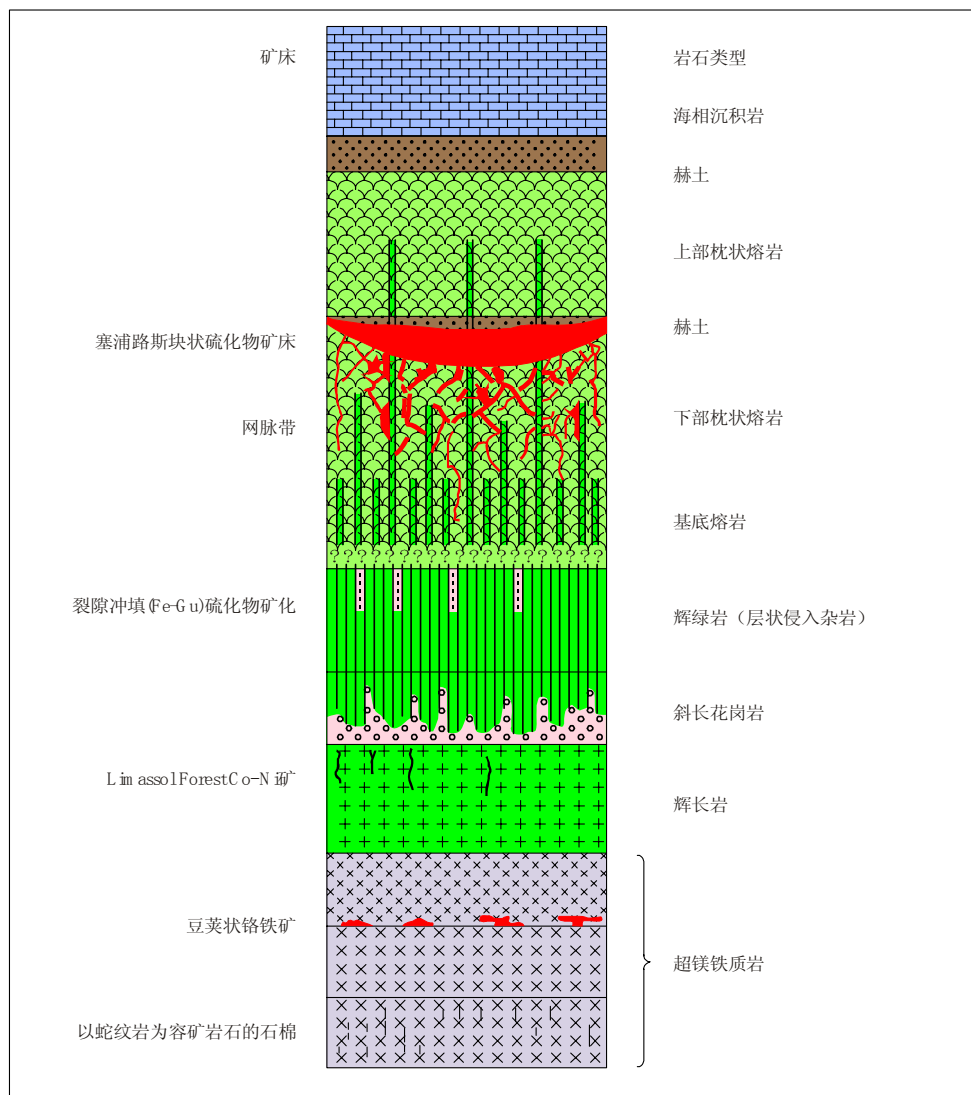 矿床
岩石类型
海相沉积岩
赫土
上部枕状熔岩
赫土
塞浦路斯块状硫化物矿床
下部枕状熔岩
网脉带
基底熔岩
???????????????
裂隙冲填(Fe-Gu)硫化物矿化
辉绿岩（层状侵入杂岩）
斜长花岗岩
LimassolForestCo-Ni矿
辉长岩
豆荚状铬铁矿
超镁铁质岩
以蛇纹岩为容矿岩石的石棉